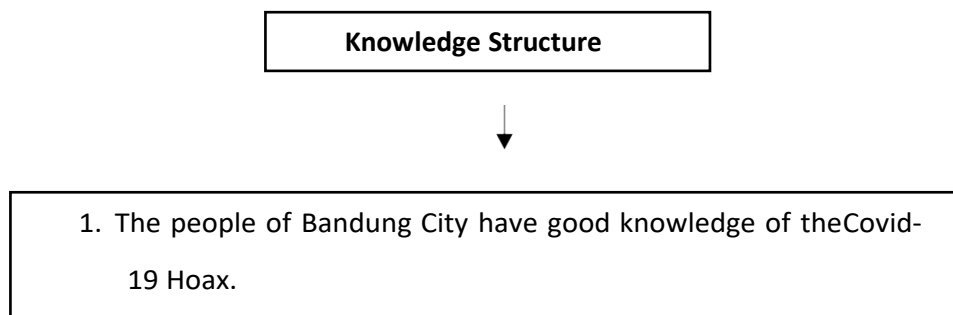 Knowledge Structure
1. The people of Bandung City have good knowledge of theCovid-
19 Hoax.